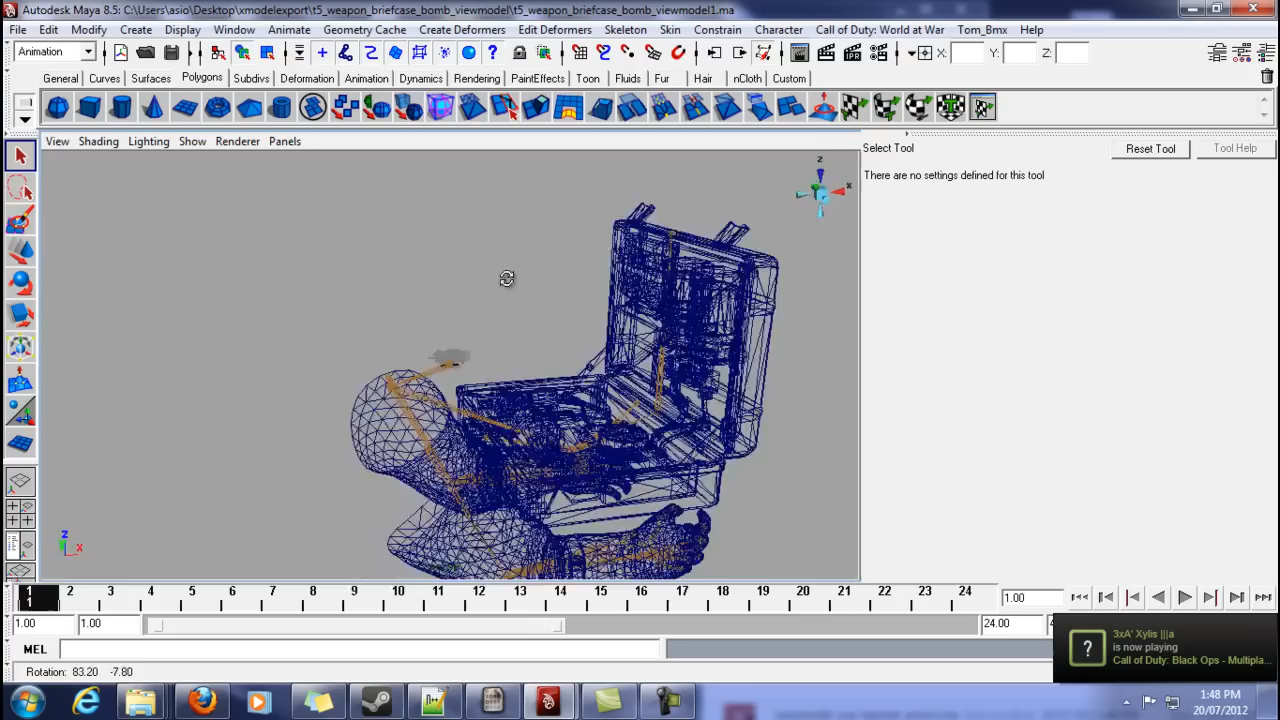 Autodesk Maya 8.5: C:\Users\asio\Desktop\xmodelexport\t5_weapon_briefcase_bomb_viewmodel\t5_weapon_briefcase_bomb_viewmodel1.ma
File Edit Modify Create Display Window Animate Geometry Cache Create Deformers Edit Deformers Skeleton Skin Constrain Character Call of Duty: World at War Tom_Bmx Help
Animation X: Y: Z:
General Curves Surfaces Polygons Subdivs Deformation Animation Dynamics Rendering PaintEffects Toon Fluids Fur Hair nCloth Custom
View Shading Lighting Show Renderer Panels
Select Tool Reset Tool Tool Help
There are no settings defined for this tool
z
x
z
x
1 2 3 4 5 6 7 8 9 10 11 12 13 14 15 16 17 18 19 20 21 22 23 24
1 1.00
1.00 1.00 24.00
MEL
3xA' Xylis |||a
is now playing
Call of Duty: Black Ops - Multipla...
Rotation: 83.20 -7.80
1:48 PM
20/07/2012